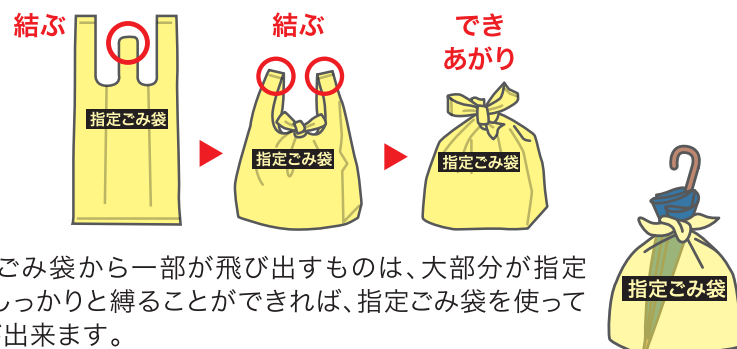 結ぶ
結ぶ
でき
あがり
指定ごみ袋
指定ごみ袋
指定ごみ袋
指定ごみ袋
ごみ袋から一部が飛び出すものは、大部分が指定
しっかりと縛ることができれば、指定ごみ袋を使って
出来ます。